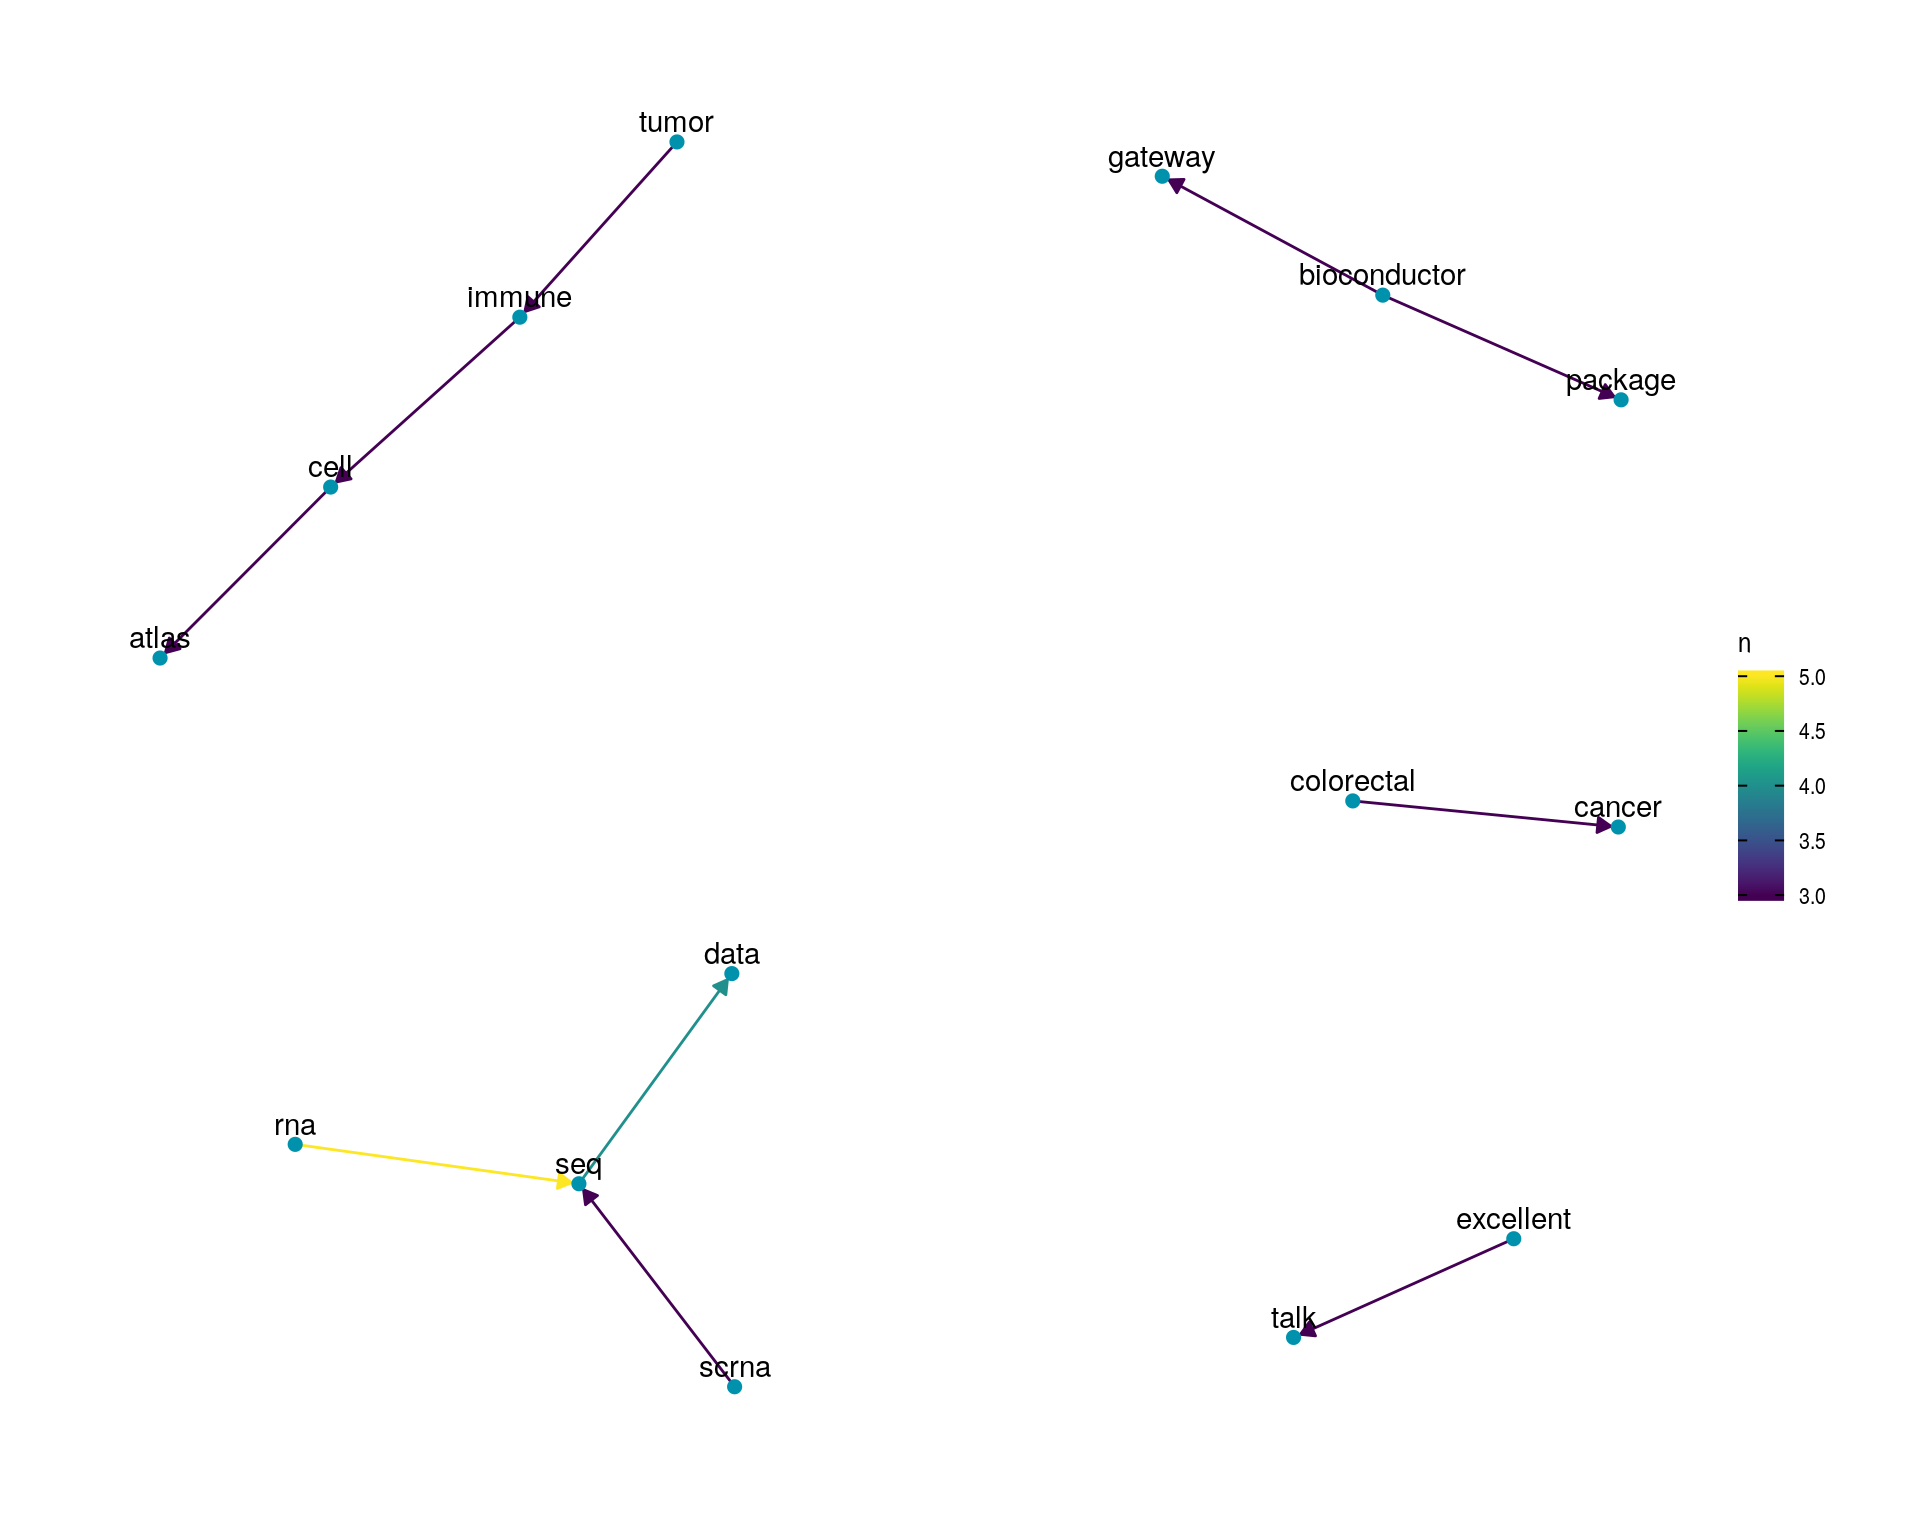 tumor
gateway
bioconductor
immune
package
cell
atlas
n
5.0
4.5
4.0
3.5
3.0
colorectal
cancer
data
rna
seq
excellent
talk
scrna